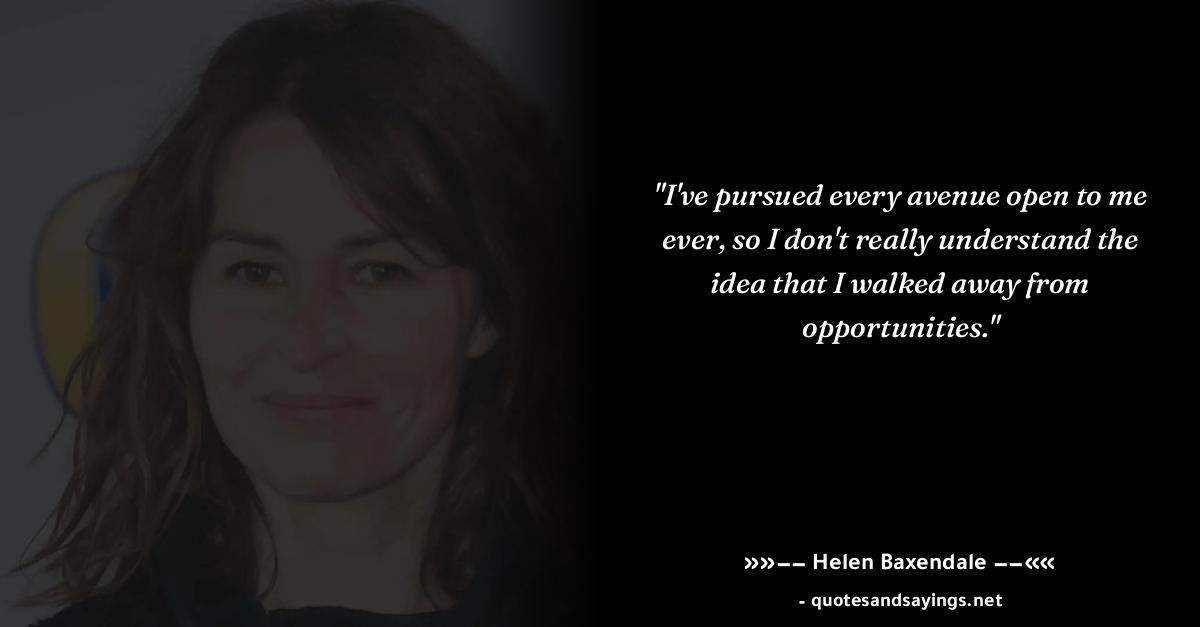 "I've pursued every avenue open to me
ever, so I don't really understand the
idea that I walked away from
opportunities."
»»−− Helen Baxendale −−««
- quotesandsayings.net